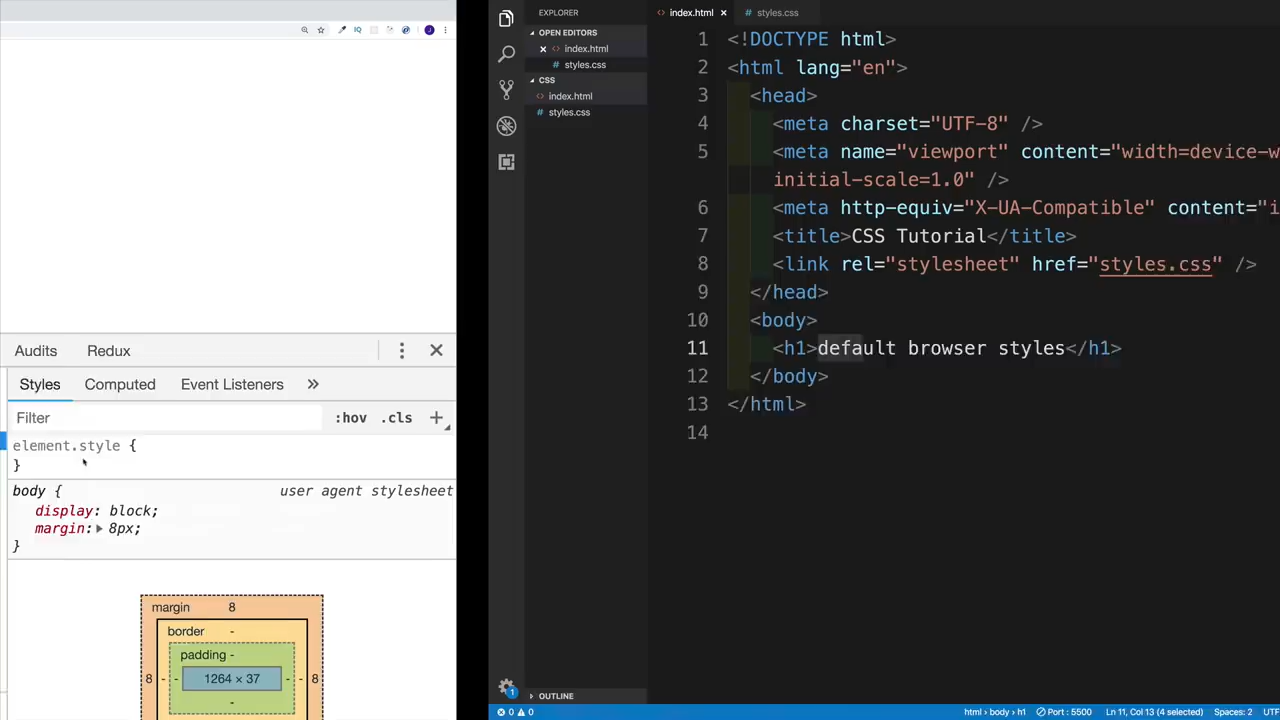 Audits
Redux
Styles
Computed
Event Listeners
Filter
:hov
.cls
element.style {
}
body {
user agent stylesheet
display: block;
margin: 8px;
}
margin
8
border
-
padding -
8
-
-
1264 × 37
-
-
8
-
EXPLORER
OPEN EDITORS
index.html
styles.css
CSS
index.html
styles.css
OUTLINE
index.html
styles.css
1 <!DOCTYPE html>
2 <html lang="en">
3 <head>
4 <meta charset="UTF-8" />
5 <meta name="viewport" content="width=device-w
initial-scale=1.0" />
6 <meta http-equiv="X-UA-Compatible" content="i
7 <title>CSS Tutorial</title>
8 <link rel="stylesheet" href="styles.css" />
9 </head>
10 <body>
11 <h1>default browser styles</h1>
12 </body>
13 </html>
14
1
0
0
html › body › h1
Port : 5500
Ln 11, Col 13 (4 selected)
Spaces: 2
UTF